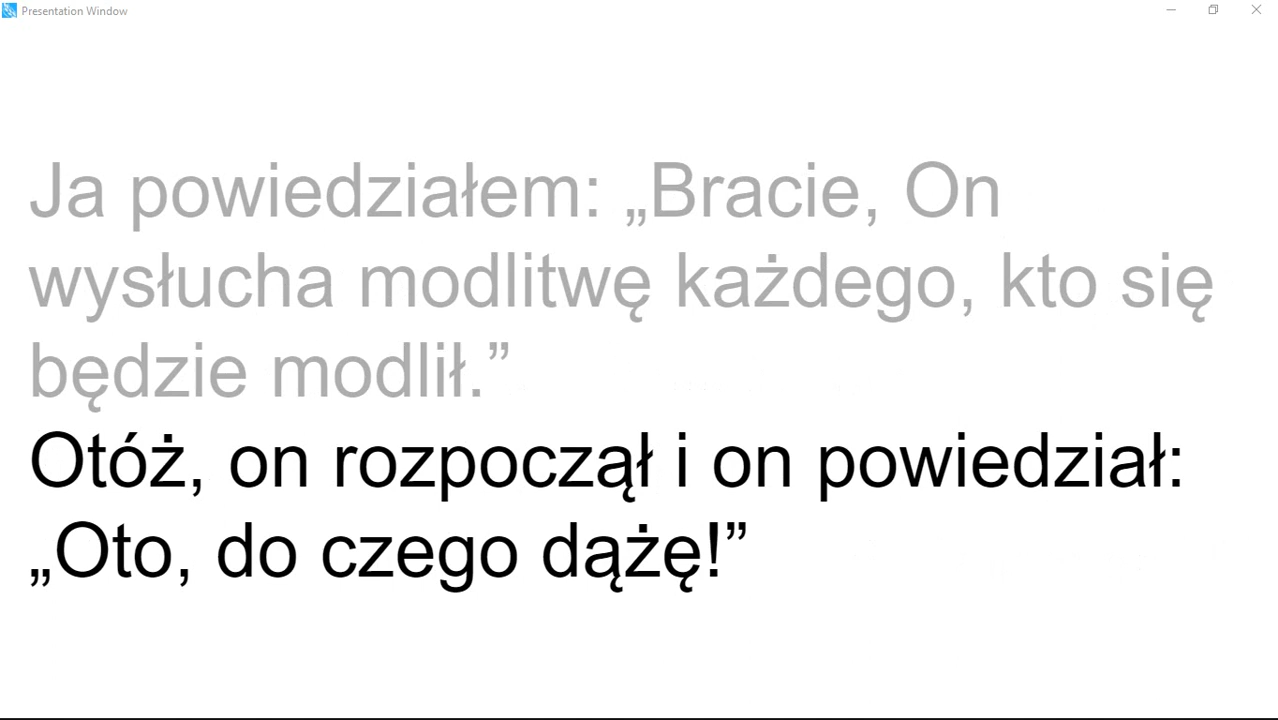 Presentation Window
Ja powiedziałem: „Bracie, On
wysłucha modlitwę każdego, kto się
będzie modlił.”
Otóż, on rozpoczął i on powiedział:
„Oto, do czego dążę!”